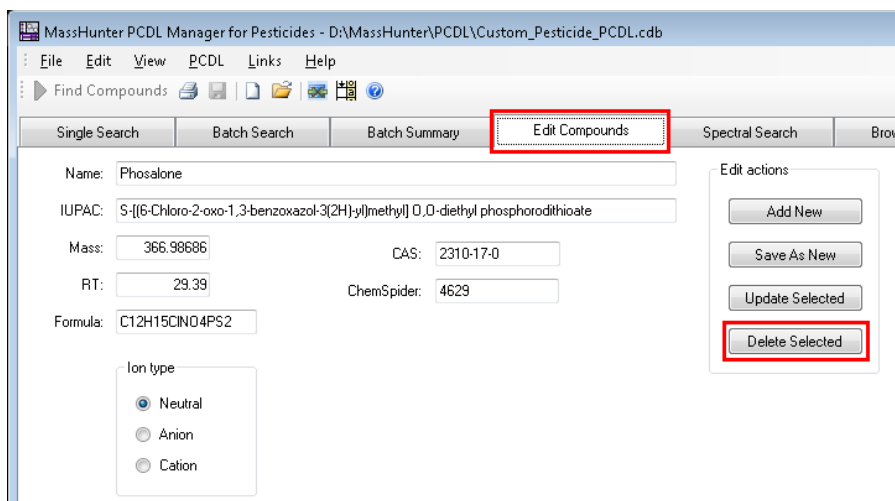 MassHunter PCDL Manager for Pesticides - D:\MassHunter\PCDL\Custom_Pesticide_PCDL.cdb
File Edit View PCDL Links Help
Find Compounds
Single Search Batch Search Batch Summary Edit Compounds Spectral Search Brow
Name: Phosalone
Edit actions
IUPAC: S-[(6-Chloro-2-oxo-1,3-benzoxazol-3(2H)-yl)methyl] O,O-diethyl phosphorodithioate
Add New
Mass: 366.98686
CAS: 2310-17-0
Save As New
RT: 29.39
ChemSpider: 4629
Update Selected
Formula: C12H15ClNO4PS2
Delete Selected
Ion type
Neutral
Anion
Cation